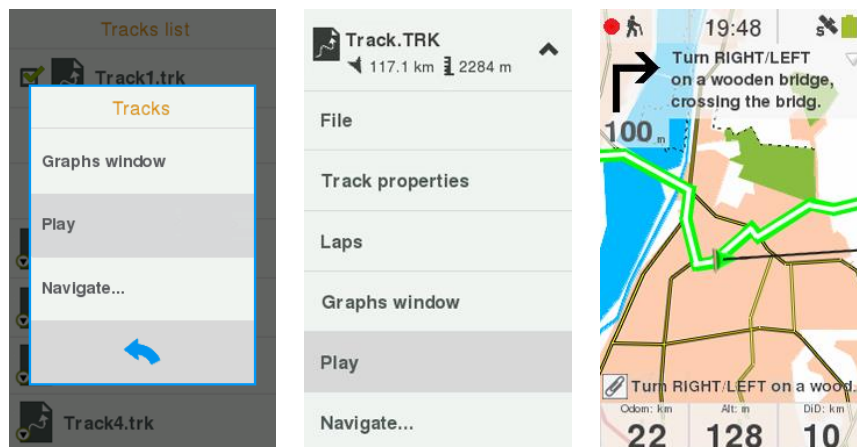 Tracks list
Track1.trk
Tracks
Graphs window
Play
Navigate...
Track4.trk
Track.TRK
117.1 km 2284 m
File
Track properties
Laps
Graphs window
Play
Navigate...
19:48
S
Turn RIGHT/LEFT
on a wooden bridge,
crossing the bridg.
100 m
Turn RIGHT/LEFT on a wood.
Odom: km Alt: m DiD: km
22 128 10